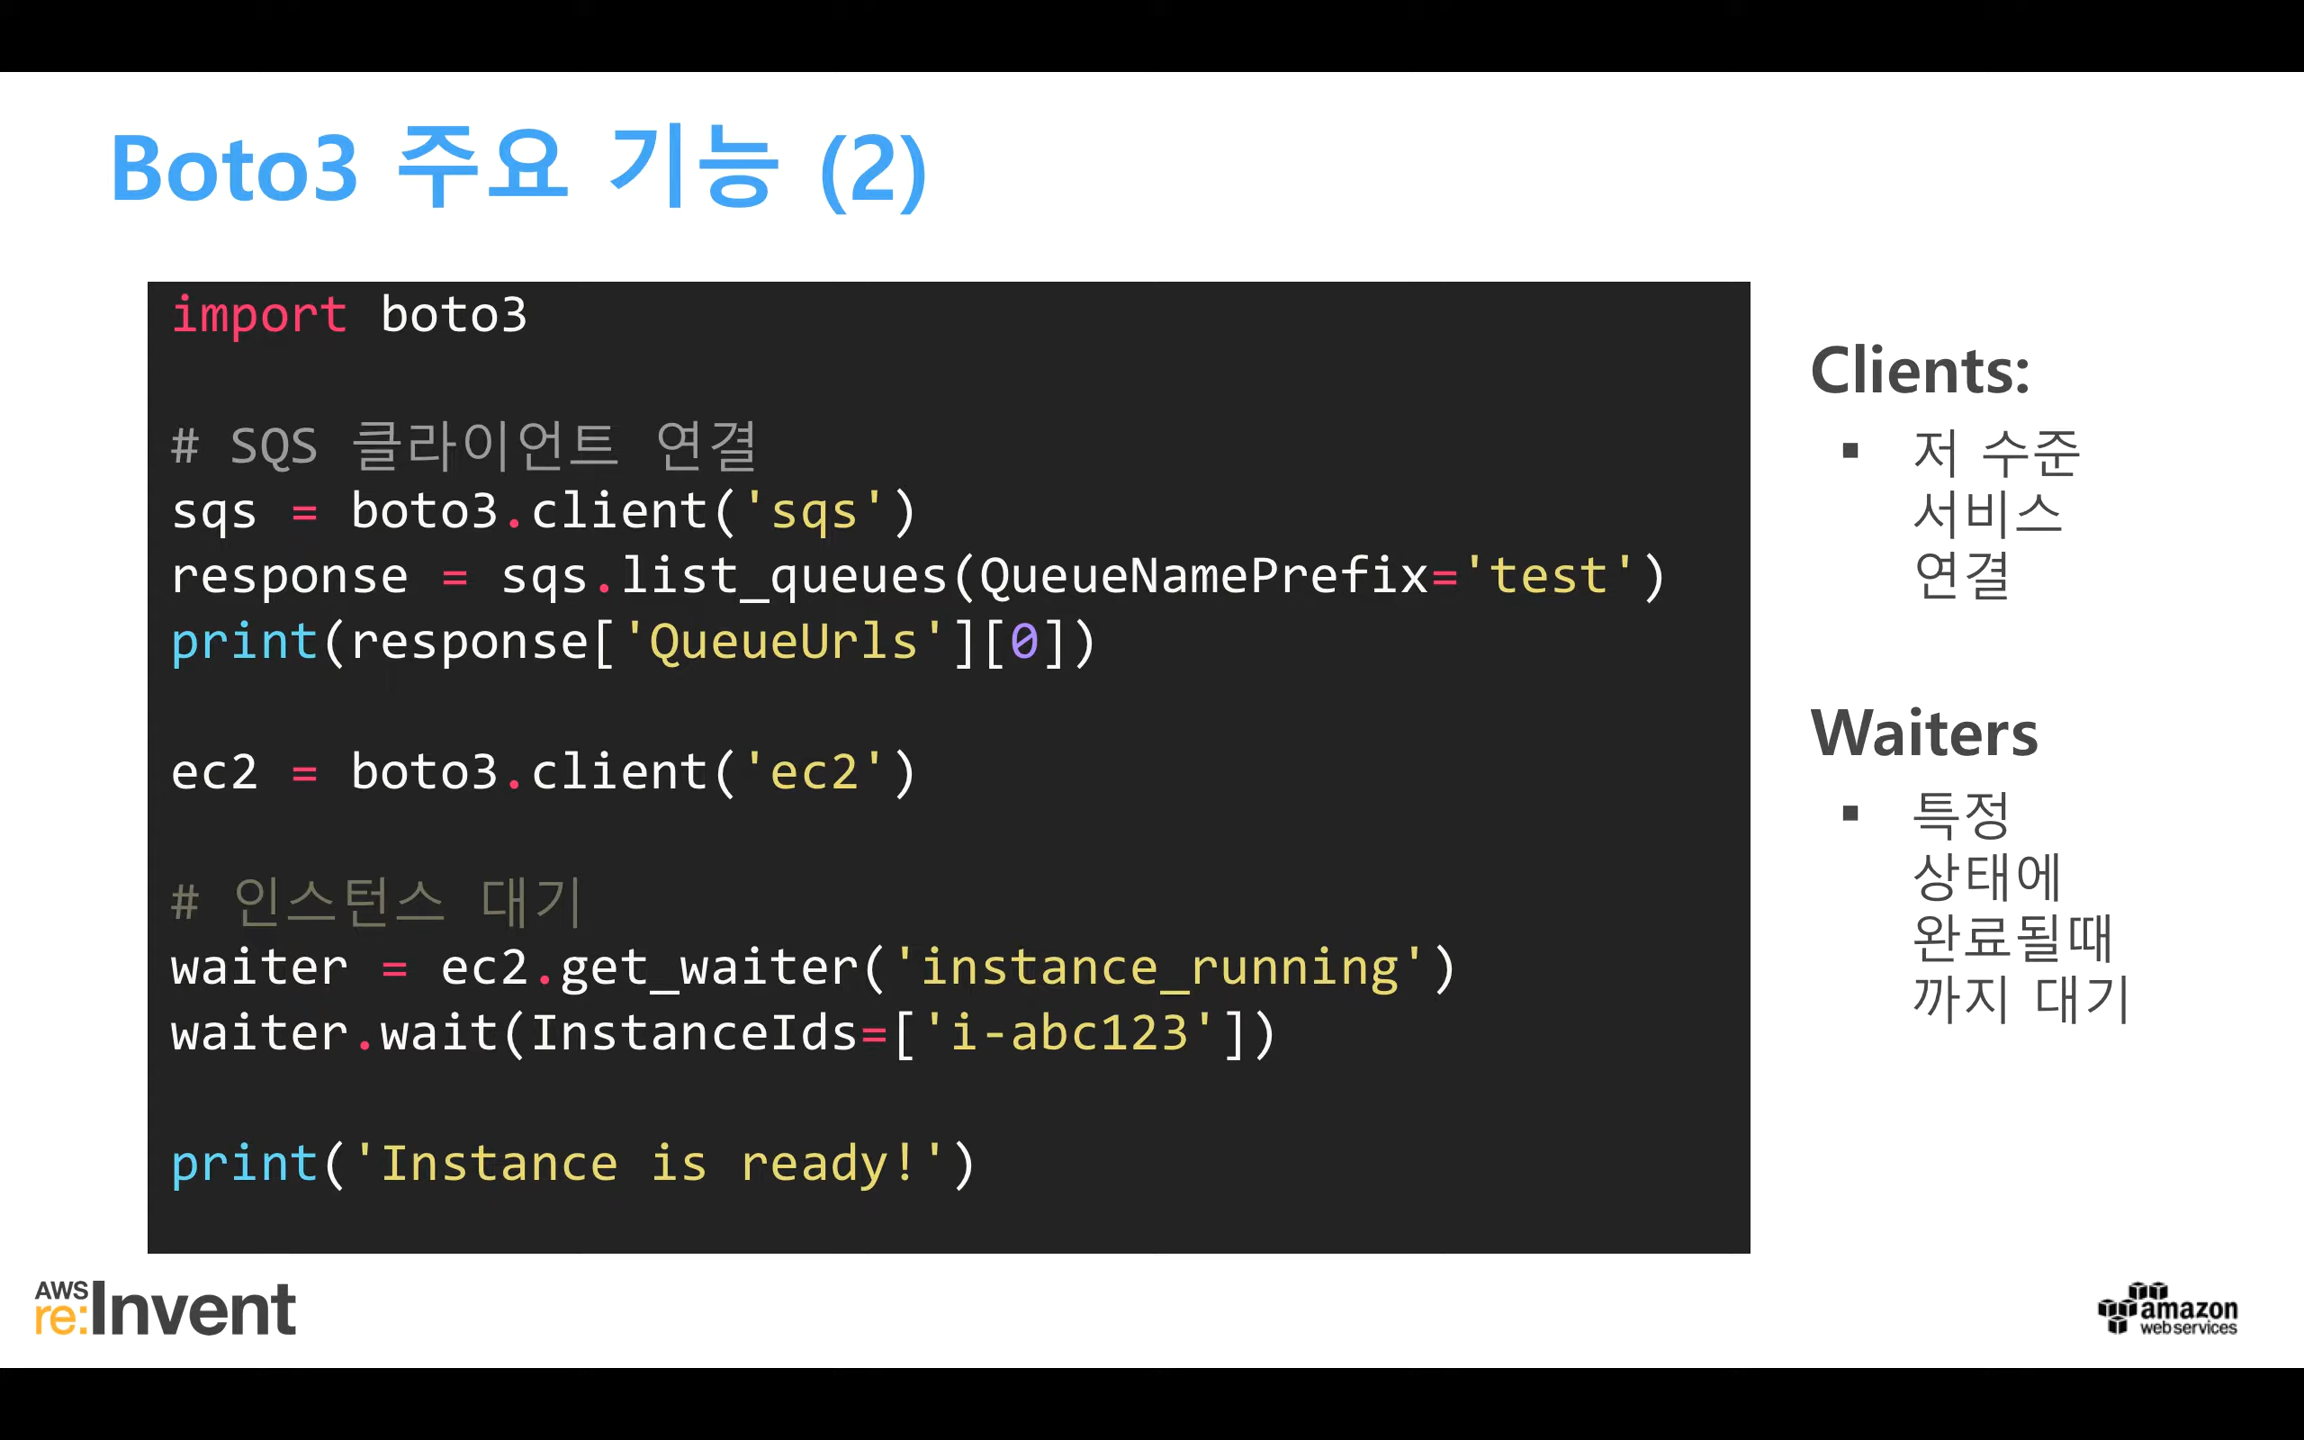 Boto3 주요 기능 (2)
import boto3
# SQS 클라이언트 연결
sqs = boto3.client('sqs')
response = sqs.list_queues(QueueNamePrefix='test')
print(response['QueueUrls'][0])
ec2 = boto3.client('ec2')
# 인스턴스 대기
waiter = ec2.get_waiter('instance_running')
waiter.wait(InstanceIds=['i-abc123'])
print('Instance is ready!')
Clients:
▪ 저 수준
서비스
연결
Waiters
▪ 특정
상태에
완료될때
까지 대기
AWS
re:Invent
amazon
webservices